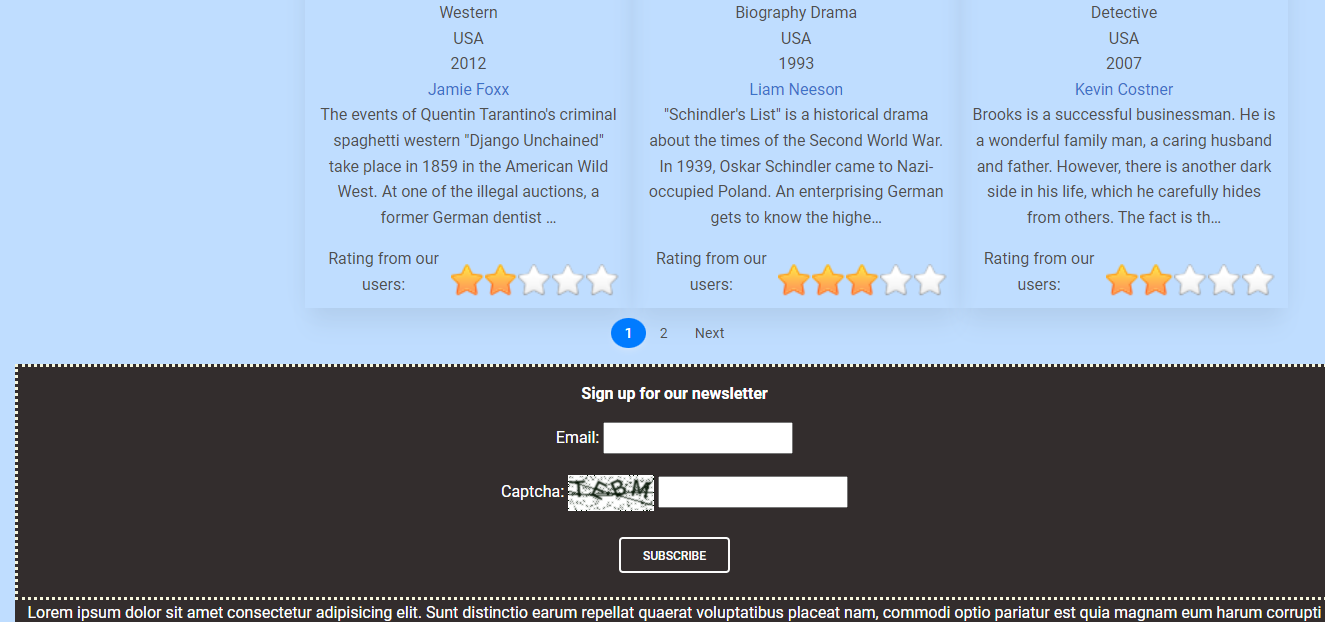 Western
USA
2012
Jamie Foxx
The events of Quentin Tarantino's criminal
spaghetti western "Django Unchained"
take place in 1859 in the American Wild
West. At one of the illegal auctions, a
former German dentist ...
Rating from our
users:
Biography Drama
USA
1993
Liam Neeson
"Schindler's List" is a historical drama
about the times of the Second World War.
In 1939, Oskar Schindler came to Nazi-
occupied Poland. An enterprising German
gets to know the highe...
Rating from our
users:
Detective
USA
2007
Kevin Costner
Brooks is a successful businessman. He is
a wonderful family man, a caring husband
and father. However, there is another dark
side in his life, which he carefully hides
from others. The fact is th...
Rating from our
users:
1 2 Next
Sign up for our newsletter
Email:
Captcha: IEBM
SUBSCRIBE
Lorem ipsum dolor sit amet consectetur adipisicing elit. Sunt distinctio earum repellat quaerat voluptatibus placeat nam, commodi optio pariatur est quia magnam eum harum corrupti